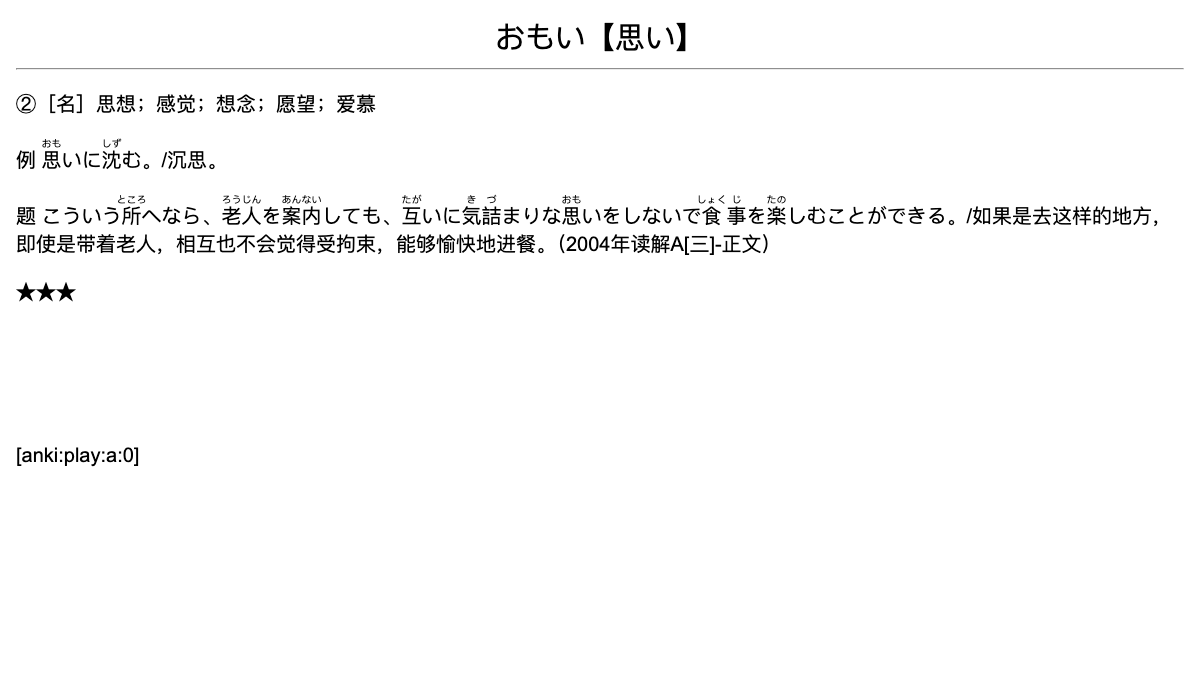 おもい【思い】
②［名］思想；感觉；想念；愿望；爱慕
おも しず
例 思いに沈む。/沉思。
ところ ろうじん あんない たが き づ おも しょく じ たの
题 こういう所へなら、老人を案内しても、互いに気詰まりな思いをしないで食事を楽しむことができる。/如果是去这样的地方，
即使是带着老人，相互也不会觉得受拘束，能够愉快地进餐。（2004年读解A[三]-正文）
★★★
[anki:play:a:0]